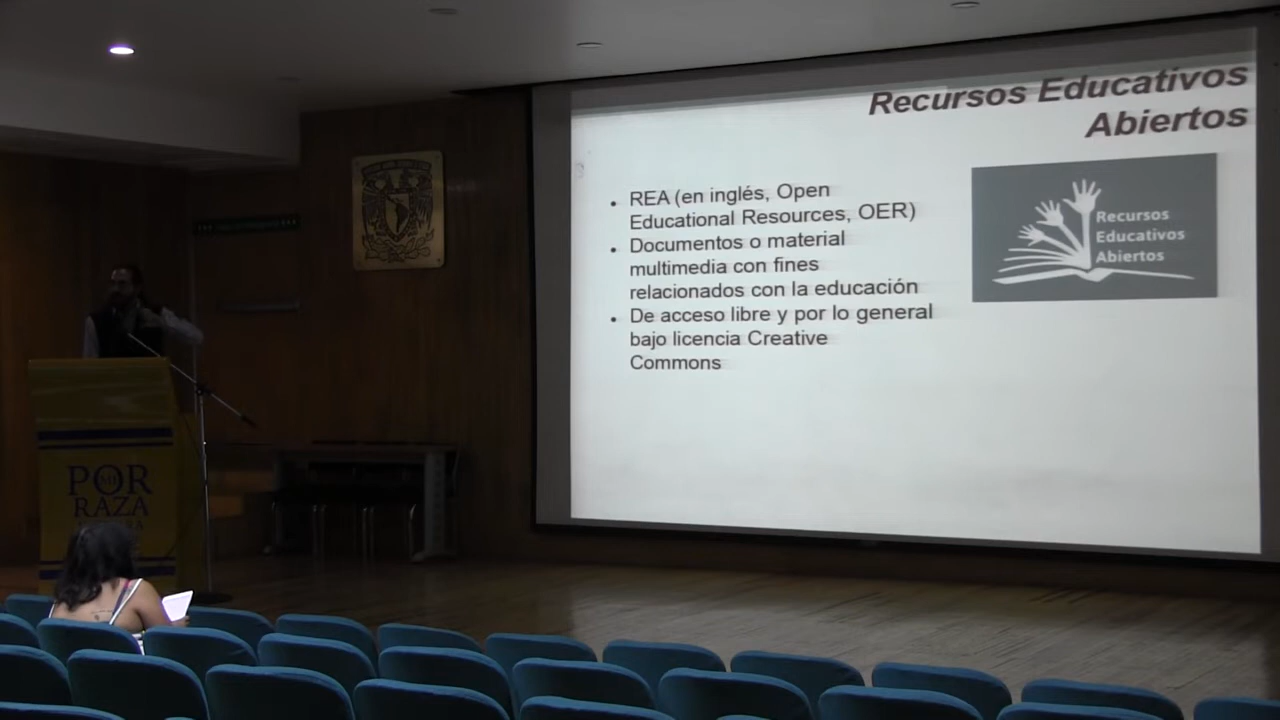 Recursos Educativos
Abiertos
REA (en inglés, Open
Educational Resources, OER)
Documentos o material
multimedia con fines
relacionados con la educación
De acceso libre y por lo general
bajo licencia Creative
Commons
Recursos
Educativos
Abiertos
POR
MI
RAZA